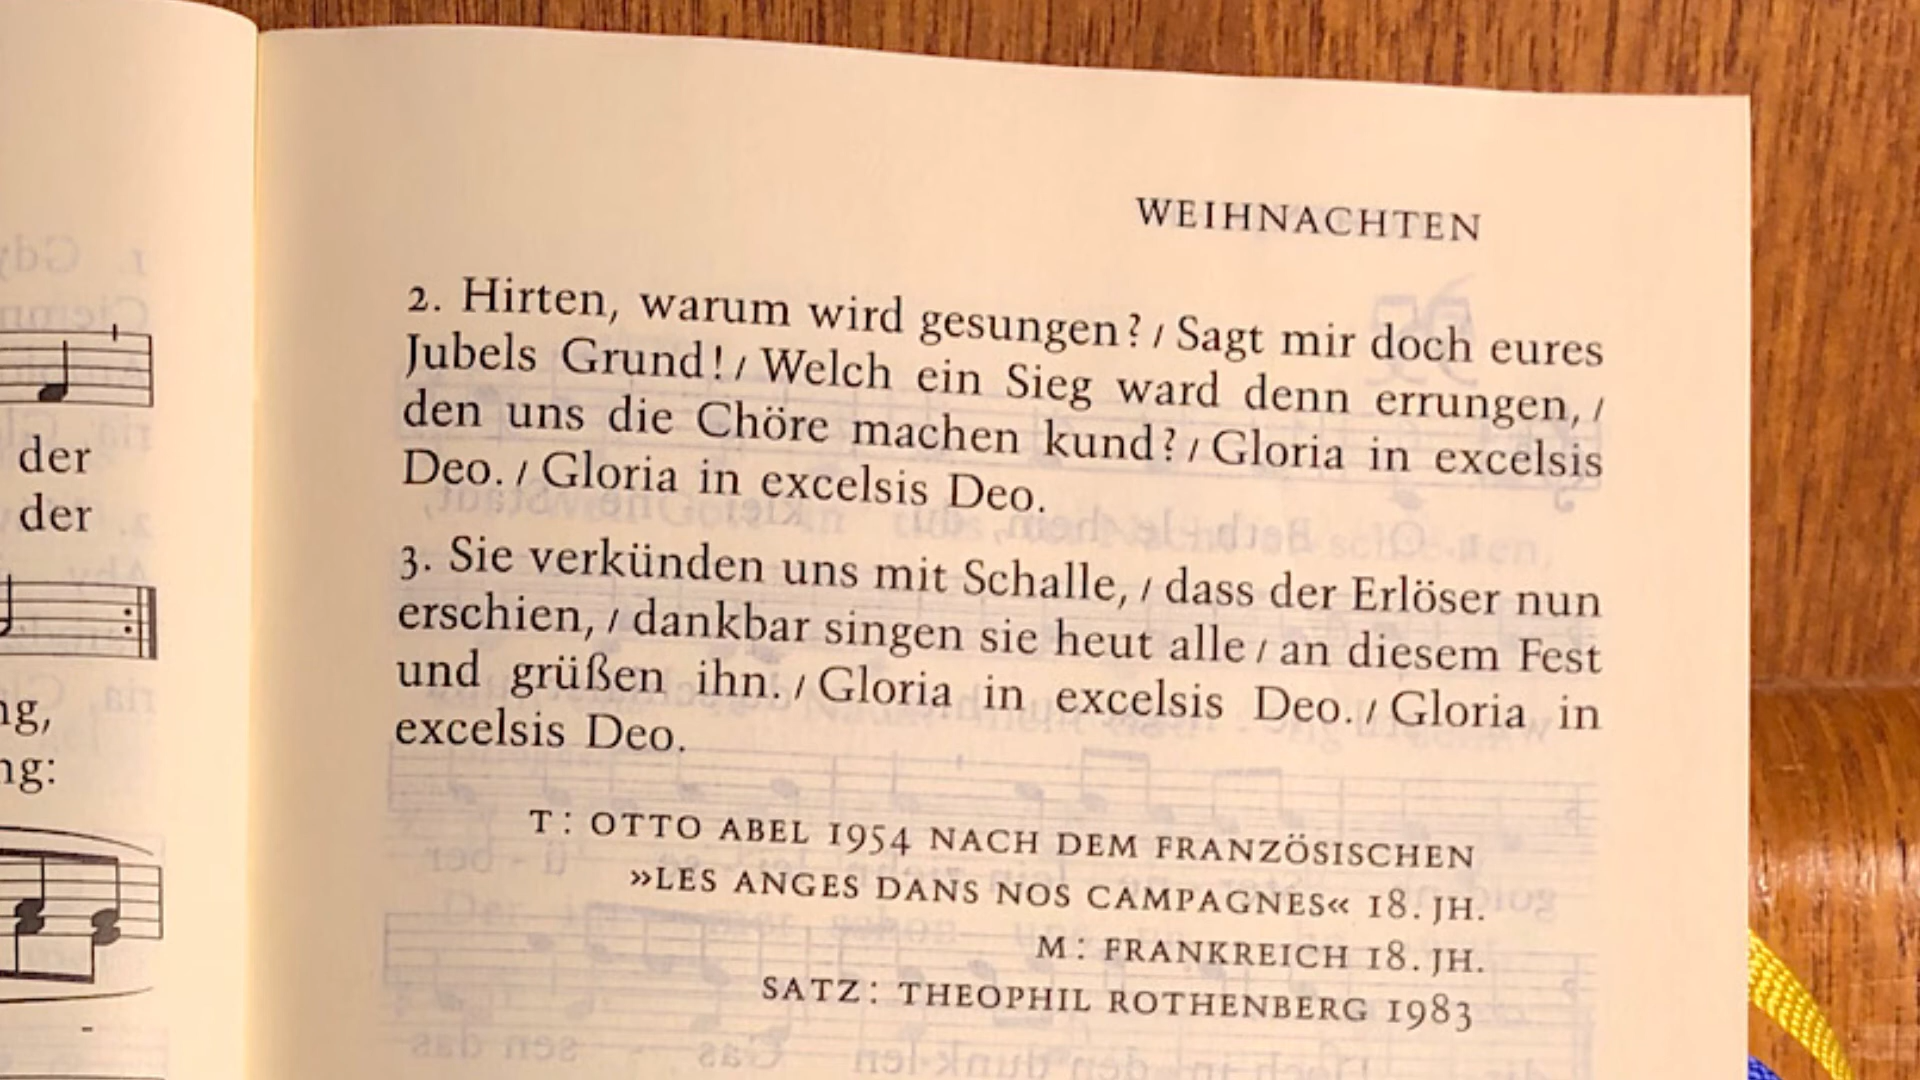 der
der
ng,
ng:
WEIHNACHTEN
2. Hirten, warum wird gesungen? / Sagt mir doch eures
Jubels Grund! / Welch ein Sieg ward denn errungen, /
den uns die Chöre machen kund? / Gloria in excelsis
Deo. / Gloria in excelsis Deo.
3. Sie verkünden uns mit Schalle, / dass der Erlöser nun
erschien, / dankbar singen sie heut alle / an diesem Fest
und grüßen ihn. / Gloria in excelsis Deo. / Gloria in
excelsis Deo.
T: OTTO ABEL 1954 NACH DEM FRANZÖSISCHEN
»LES ANGES DANS NOS CAMPAGNES« 18. JH.
M: FRANKREICH 18. JH.
SATZ: THEOPHIL ROTHENBERG 1983